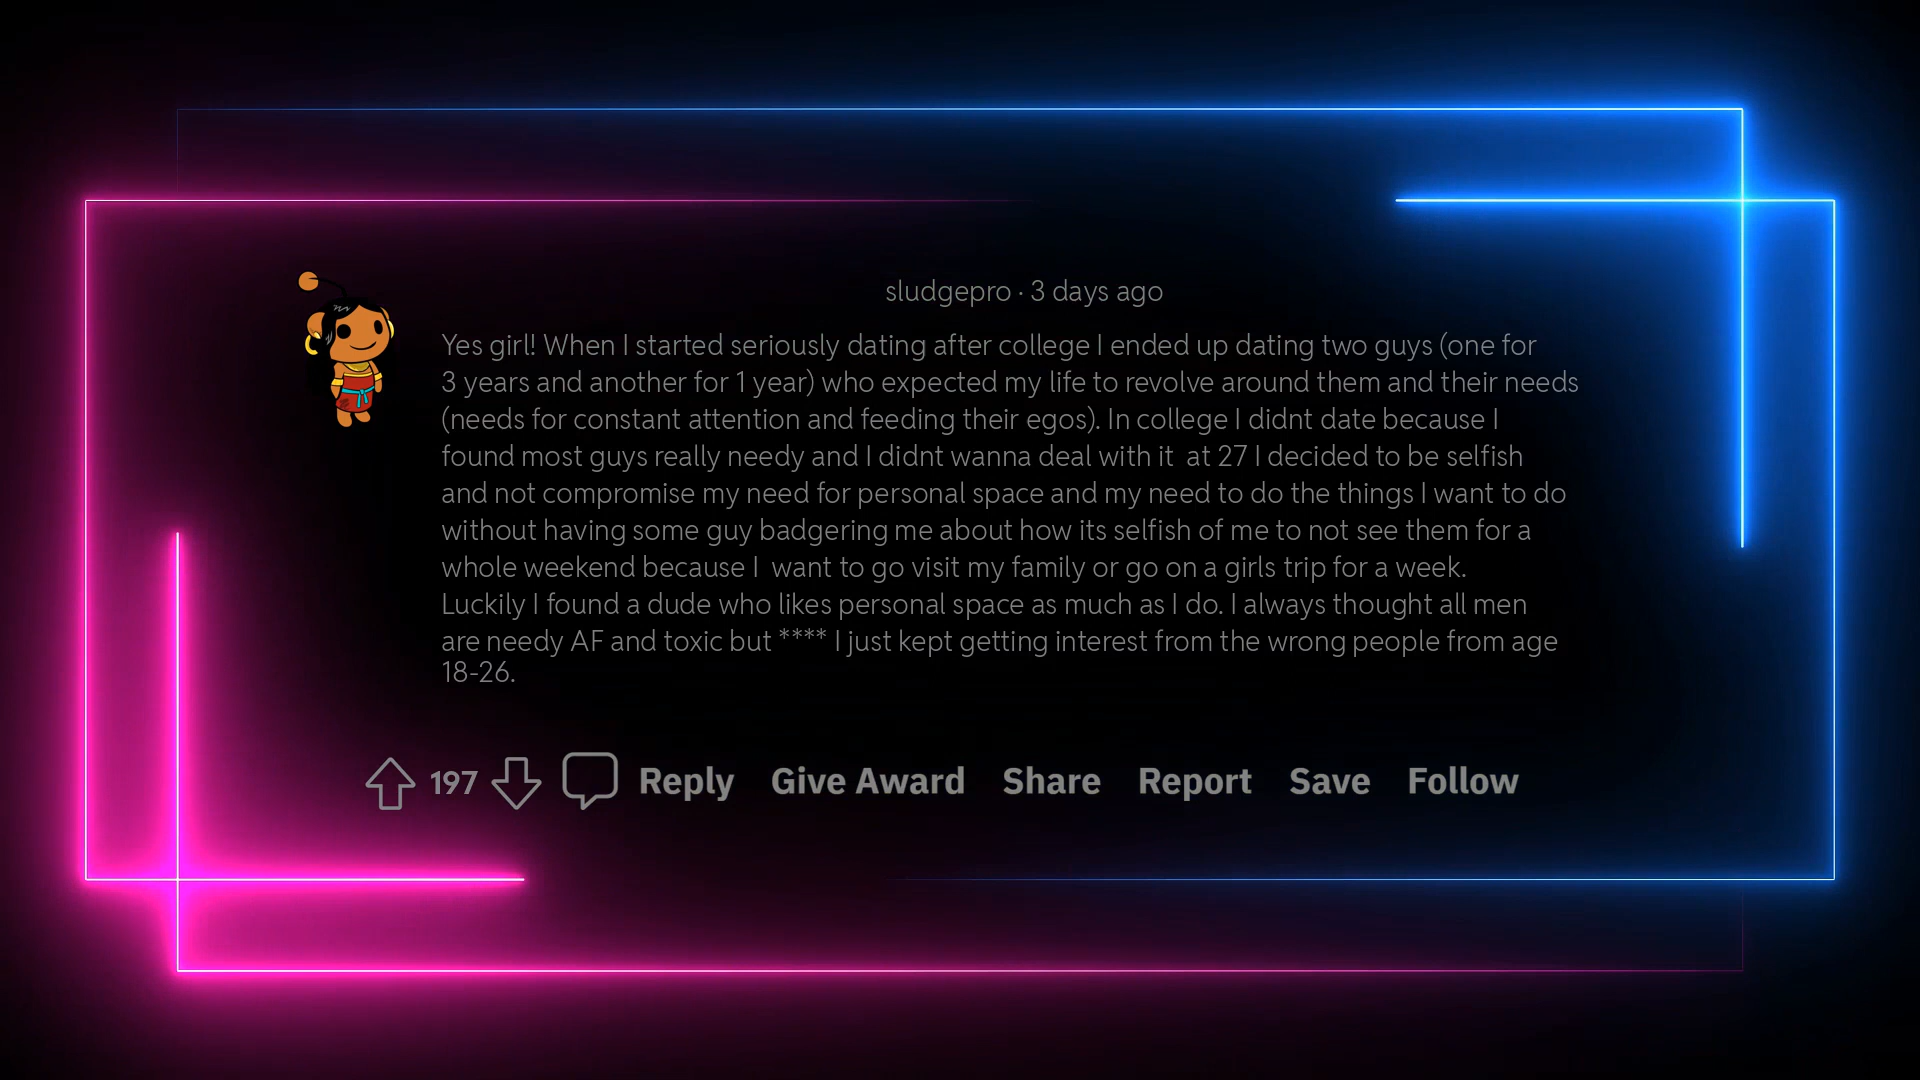 sludgepro · 3 days ago
Yes girl! When I started seriously dating after college I ended up dating two guys (one for
3 years and another for 1 year) who expected my life to revolve around them and their needs
(needs for constant attention and feeding their egos). In college I didnt date because I
found most guys really needy and I didnt wanna deal with it  at 27 I decided to be selfish
and not compromise my need for personal space and my need to do the things I want to do
without having some guy badgering me about how its selfish of me to not see them for a
whole weekend because I  want to go visit my family or go on a girls trip for a week.
Luckily I found a dude who likes personal space as much as I do. I always thought all men
are needy AF and toxic but **** I just kept getting interest from the wrong people from age
18-26.
197 Reply Give Award Share Report Save Follow